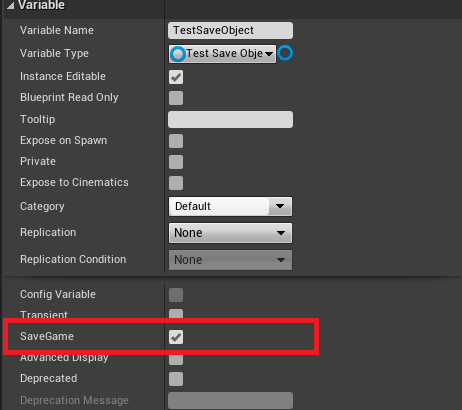 Variable
Variable Name TestSaveObject
Variable Type Test Save Obje
Instance Editable
Blueprint Read Only
Tooltip
Expose on Spawn
Private
Expose to Cinematics
Category Default
Replication None
Replication Condition None
Config Variable
Transient
SaveGame
Advanced Display
Deprecated
Deprecation Message